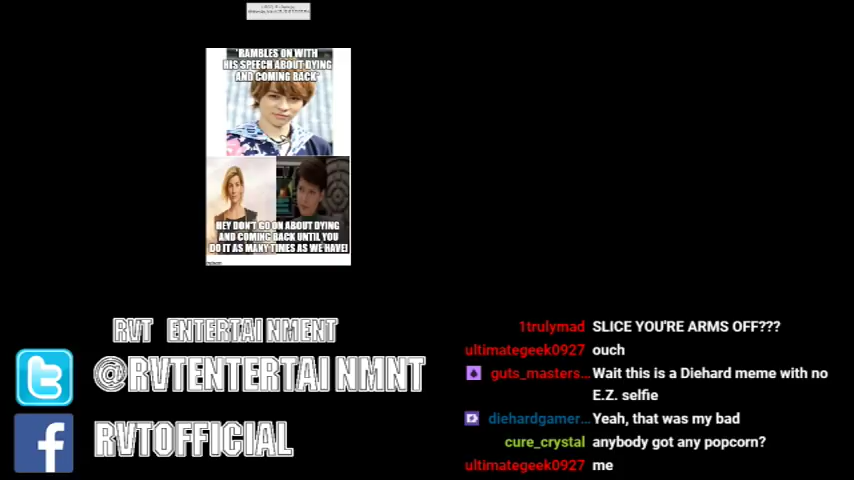 *RAMBLES ON WITH
HIS SPEECH ABOUT DYING
AND COMING BACK*
HEY DON'T GO ON ABOUT DYING
AND COMING BACK UNTIL YOU
DO IT AS MANY TIMES AS WE HAVE!
RVT ENTERTAINMENT
@RVTENTERTAINMNT
RVTOFFICIAL
1trulymad SLICE YOU'RE ARMS OFF???
ultimategeek0927 ouch
guts_masters... Wait this is a Diehard meme with no
E.Z. selfie
diehardgamer... Yeah, that was my bad
cure_crystal anybody got any popcorn?
ultimategeek0927 me